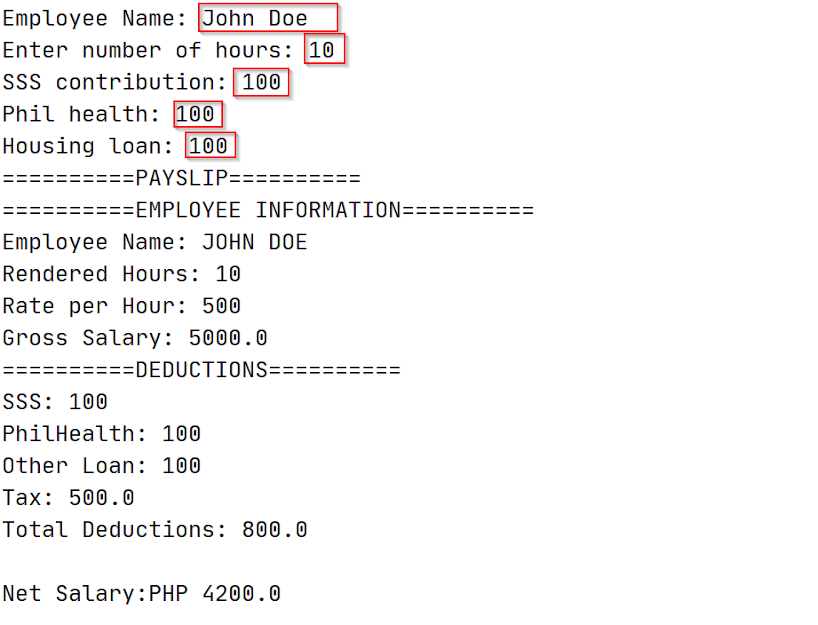 Employee Name: John Doe
Enter number of hours: 10
SSS contribution: 100
Phil health: 100
Housing loan: 100
==========PAYSLIP==========
==========EMPLOYEE INFORMATION==========
Employee Name: JOHN DOE
Rendered Hours: 10
Rate per Hour: 500
Gross Salary: 5000.0
==========DEDUCTIONS==========
SSS: 100
PhilHealth: 100
Other Loan: 100
Tax: 500.0
Total Deductions: 800.0
Net Salary:PHP 4200.0